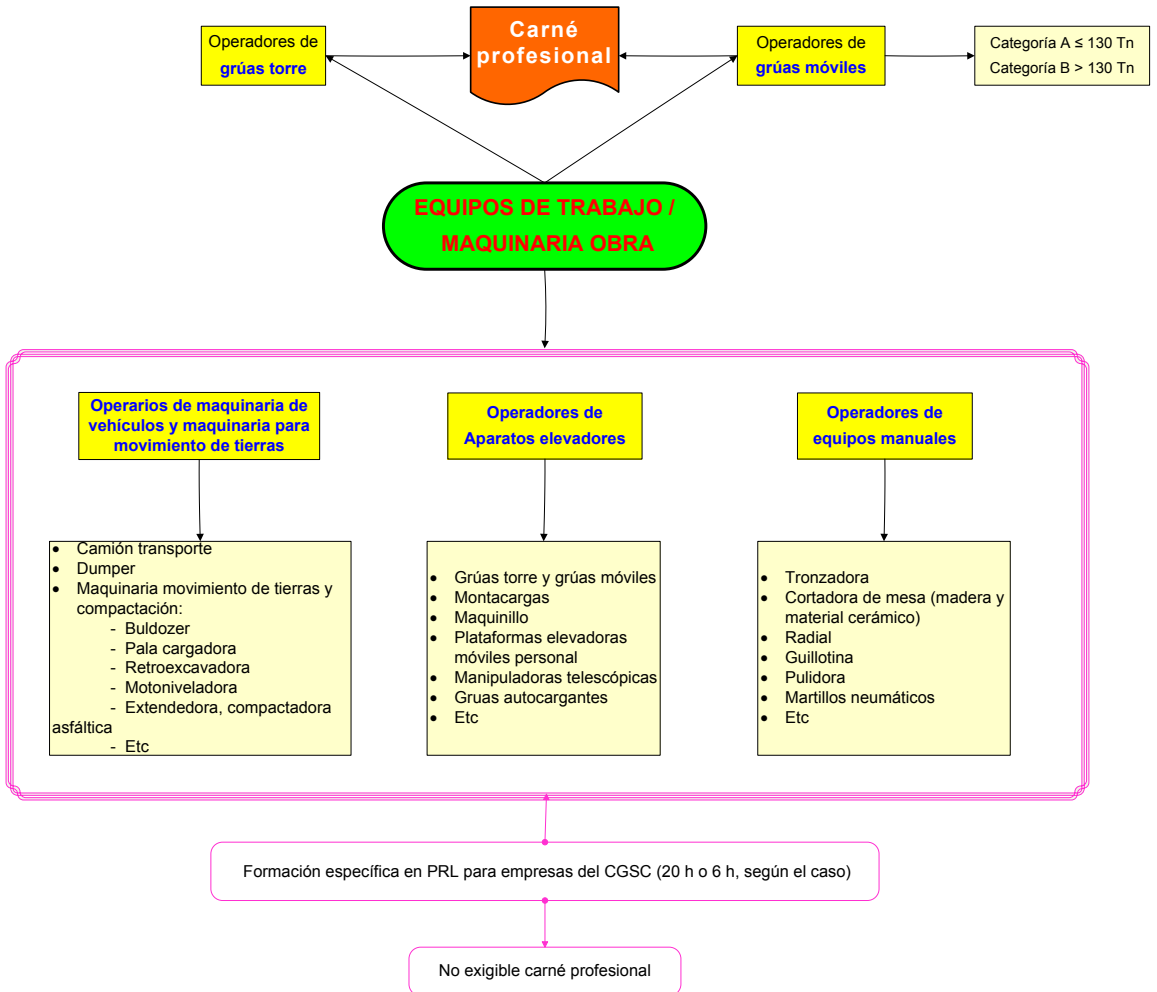 Operadores de
grúas torre
Carné
profesional
Operadores de
grúas móviles
Categoría A ≤ 130 Tn
Categoría B > 130 Tn
EQUIPOS DE TRABAJO /
MAQUINARIA OBRA
Operarios de maquinaria de
vehículos y maquinaria para
movimiento de tierras
Operadores de
Aparatos elevadores
Operadores de
equipos manuales
• Camión transporte
• Dumper
• Maquinaria movimiento de tierras y
compactación:
- Buldozer
- Pala cargadora
- Retroexcavadora
- Motoniveladora
- Extendedora, compactadora
asfáltica
- Etc
• Grúas torre y grúas móviles
• Montacargas
• Maquinillo
• Plataformas elevadoras
móviles personal
• Manipuladoras telescópicas
• Gruas autocargantes
• Etc
• Tronzadora
• Cortadora de mesa (madera y
material cerámico)
• Radial
• Guillotina
• Pulidora
• Martillos neumáticos
• Etc
Formación específica en PRL para empresas del CGSC (20 h o 6 h, según el caso)
No exigible carné profesional